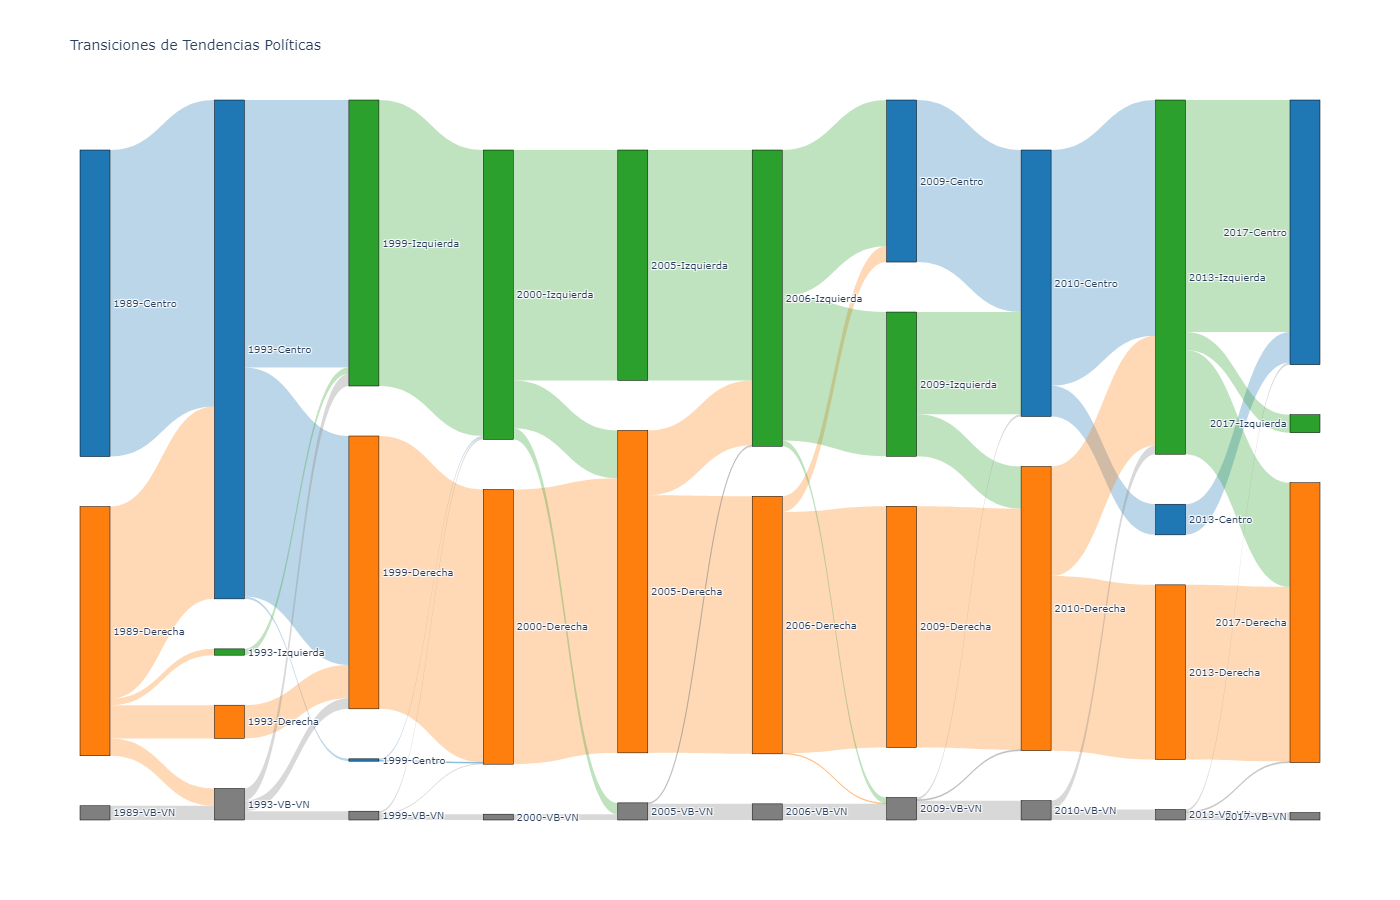 Transiciones de Tendencias Políticas
1989-Centro
1989-Derecha
1989-VB-VN
1993-Centro
1993-Izquierda
1993-Derecha
1993-VB-VN
1999-Izquierda
1999-Derecha
1999-Centro
1999-VB-VN
2000-Izquierda
2000-Derecha
2000-VB-VN
2005-Izquierda
2005-Derecha
2005-VB-VN
2006-Izquierda
2006-Derecha
2006-VB-VN
2009-Centro
2009-Izquierda
2009-Derecha
2009-VB-VN
2010-Centro
2010-Derecha
2010-VB-VN
2013-Izquierda
2013-Centro
2013-Derecha
2013-VB-VN
2017-Centro
2017-Izquierda
2017-Derecha
2017-VB-VN